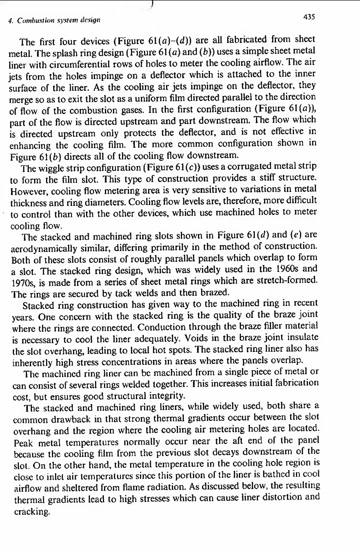 4. Combustion system design
435
The first four devices (Figure 61(a)–(d)) are all fabricated from sheet
metal. The splash ring design (Figure 61(a) and (b)) uses a simple sheet metal
liner with circumferential rows of holes to meter the cooling airflow. The air
jets from the holes impinge on a deflector which is attached to the inner
surface of the liner. As the cooling air jets impinge on the deflector, they
merge so as to exit the slot as a uniform film directed parallel to the direction
of flow of the combustion gases. In the first configuration (Figure 61(a)),
part of the flow is directed upstream and part downstream. The flow which
is directed upstream only protects the deflector, and is not effective in
enhancing the cooling film. The more common configuration shown in
Figure 61(b) directs all of the cooling flow downstream.
The wiggle strip configuration (Figure 61(c)) uses a corrugated metal strip
to form the film slot. This type of construction provides a stiff structure.
However, cooling flow metering area is very sensitive to variations in metal
thickness and ring diameters. Cooling flow levels are, therefore, more difficult
to control than with the other devices, which use machined holes to meter
cooling flow.
The stacked and machined ring slots shown in Figure 61(d) and (e) are
aerodynamically similar, differing primarily in the method of construction.
Both of these slots consist of roughly parallel panels which overlap to form
a slot. The stacked ring design, which was widely used in the 1960s and
1970s, is made from a series of sheet metal rings which are stretch-formed.
The rings are secured by tack welds and then brazed.
Stacked ring construction has given way to the machined ring in recent
years. One concern with the stacked ring is the quality of the braze joint
where the rings are connected. Conduction through the braze filler material
is necessary to cool the liner adequately. Voids in the braze joint insulate
the slot overhang, leading to local hot spots. The stacked ring liner also has
inherently high stress concentrations in areas where the panels overlap.
The machined ring liner can be machined from a single piece of metal or
can consist of several rings welded together. This increases initial fabrication
cost, but ensures good structural integrity.
The stacked and machined ring liners, while widely used, both share a
common drawback in that strong thermal gradients occur between the slot
overhang and the region where the cooling air metering holes are located.
Peak metal temperatures normally occur near the aft end of the panel
because the cooling film from the previous slot decays downstream of the
slot. On the other hand, the metal temperature in the cooling hole region is
close to inlet air temperatures since this portion of the liner is bathed in cool
airflow and sheltered from flame radiation. As discussed below, the resulting
thermal gradients lead to high stresses which can cause liner distortion and
cracking.